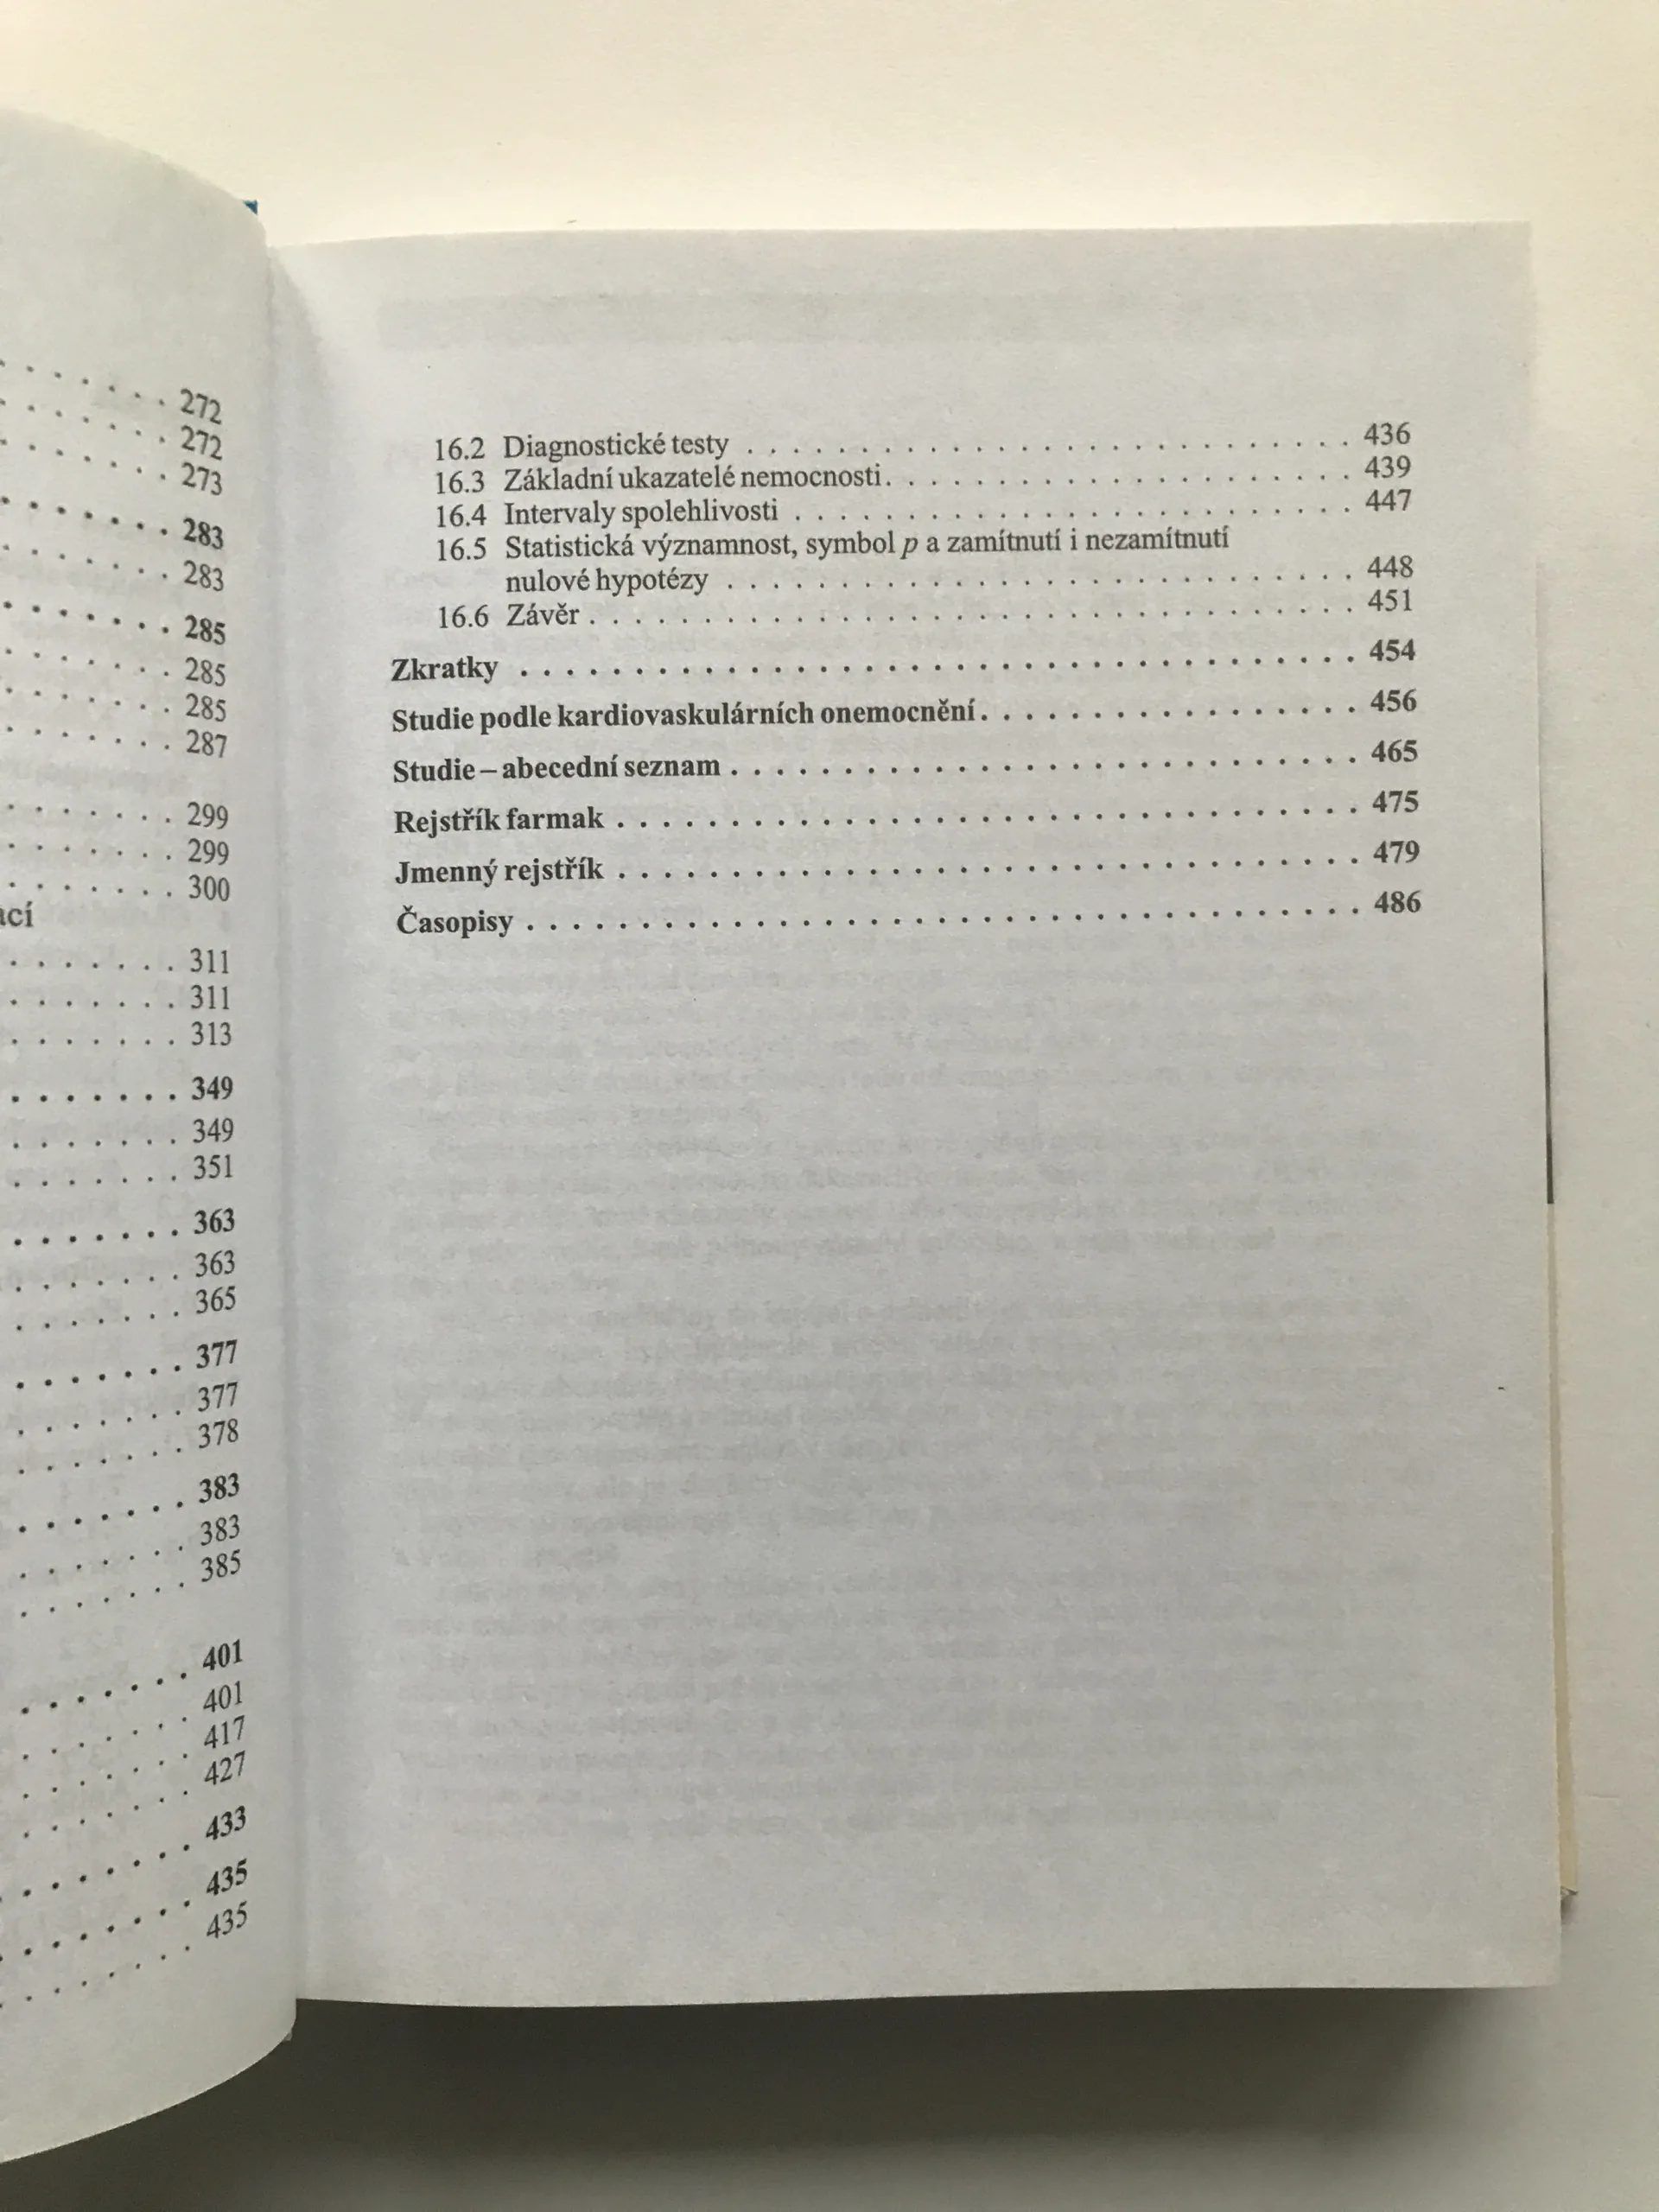 . . . . . . 272
. . . . . . 272
. . . . . . 273
. . . . . . . 283
. . . . . . . 283
. . . . . . . 285
. . . . . . . 285
. . . . . . . 285
. . . . . . . 287
. . . . . . . 299
. . . . . . . 299
. . . . . . . 300
. . . . . . . 311
. . . . . . . 311
. . . . . . . 313
. . . . . . . 349
. . . . . . . 349
. . . . . . . 351
. . . . . . . 363
. . . . . . . 363
. . . . . . . 365
. . . . . . . 377
. . . . . . . 377
. . . . . . . 378
. . . . . . . 383
. . . . . . . 383
. . . . . . . 385
. . . . . . . 401
. . . . . . . 401
. . . . . . . 417
. . . . . . . 427
. . . . . . . 433
. . . . . . . 435
. . . . . . . 435
16.2 Diagnostické testy . . . . . . . . . . . . . . . . . . . . . . . . . . . 436
16.3 Základní ukazatelé nemocnosti. . . . . . . . . . . . . . . . . . . . . 439
16.4 Intervaly spolehlivosti . . . . . . . . . . . . . . . . . . . . . . . . . 447
16.5 Statistická významnost, symbol p a zamítnutí i nezamítnutí
nulové hypotézy . . . . . . . . . . . . . . . . . . . . . . . . . . . . 448
16.6 Závěr . . . . . . . . . . . . . . . . . . . . . . . . . . . . . . . . . . 451
Zkratky . . . . . . . . . . . . . . . . . . . . . . . . . . . . . . . . . . . . 454
Studie podle kardiovaskulárních onemocnění . . . . . . . . . . . . . . . . . 456
Studie – abecední seznam . . . . . . . . . . . . . . . . . . . . . . . . . . . 465
Rejstřík farmak . . . . . . . . . . . . . . . . . . . . . . . . . . . . . . . . 475
Jmenný rejstřík . . . . . . . . . . . . . . . . . . . . . . . . . . . . . . . . 479
Časopisy . . . . . . . . . . . . . . . . . . . . . . . . . . . . . . . . . . . . 486